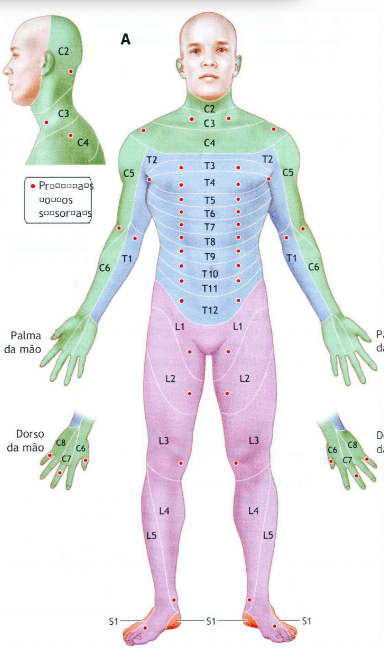 A
C2
C3
C4
C2
C3
C4
T2 T3 T2
T4
C5 T5 C5
T6
T7
T8
T1 T9 T1
C6 T10 C6
T11
T12
L1 L1
Palma
da mão
L2 L2
Dorso
da mão
C8 C6
C7
C6 C8
C7
L3 L3
L4 L4
L5 L5
S1 S1 S1